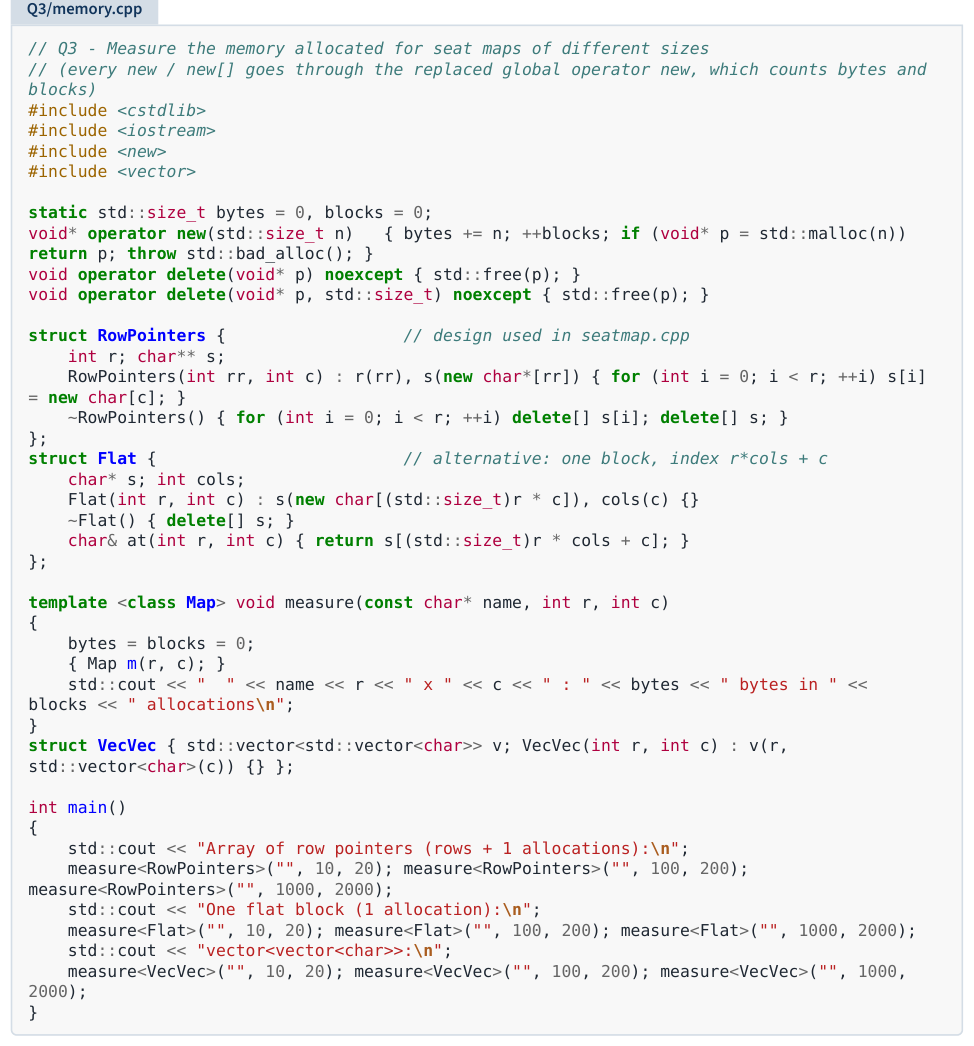 Q3/memory.cpp
// Q3 - Measure the memory allocated for seat maps of different sizes
// (every new / new[] goes through the replaced global operator new, which counts bytes and
blocks)
#include <cstdlib>
#include <iostream>
#include <new>
#include <vector>

static std::size_t bytes = 0, blocks = 0;
void* operator new(std::size_t n)   { bytes += n; ++blocks; if (void* p = std::malloc(n))
return p; throw std::bad_alloc(); }
void operator delete(void* p) noexcept { std::free(p); }
void operator delete(void* p, std::size_t) noexcept { std::free(p); }

struct RowPointers {                  // design used in seatmap.cpp
    int r; char** s;
    RowPointers(int rr, int c) : r(rr), s(new char*[rr]) { for (int i = 0; i < r; ++i) s[i]
= new char[c]; }
    ~RowPointers() { for (int i = 0; i < r; ++i) delete[] s[i]; delete[] s; }
};
struct Flat {                         // alternative: one block, index r*cols + c
    char* s; int cols;
    Flat(int r, int c) : s(new char[(std::size_t)r * c]), cols(c) {}
    ~Flat() { delete[] s; }
    char& at(int r, int c) { return s[(std::size_t)r * cols + c]; }
};

template <class Map> void measure(const char* name, int r, int c)
{
    bytes = blocks = 0;
    { Map m(r, c); }
    std::cout << "  " << name << r << " x " << c << " : " << bytes << " bytes in " <<
blocks << " allocations\n";
}
struct VecVec { std::vector<std::vector<char>> v; VecVec(int r, int c) : v(r,
std::vector<char>(c)) {} };

int main()
{
    std::cout << "Array of row pointers (rows + 1 allocations):\n";
    measure<RowPointers>("", 10, 20); measure<RowPointers>("", 100, 200);
measure<RowPointers>("", 1000, 2000);
    std::cout << "One flat block (1 allocation):\n";
    measure<Flat>("", 10, 20); measure<Flat>("", 100, 200); measure<Flat>("", 1000, 2000);
    std::cout << "vector<vector<char>>:\n";
    measure<VecVec>("", 10, 20); measure<VecVec>("", 100, 200); measure<VecVec>("", 1000,
2000);
}